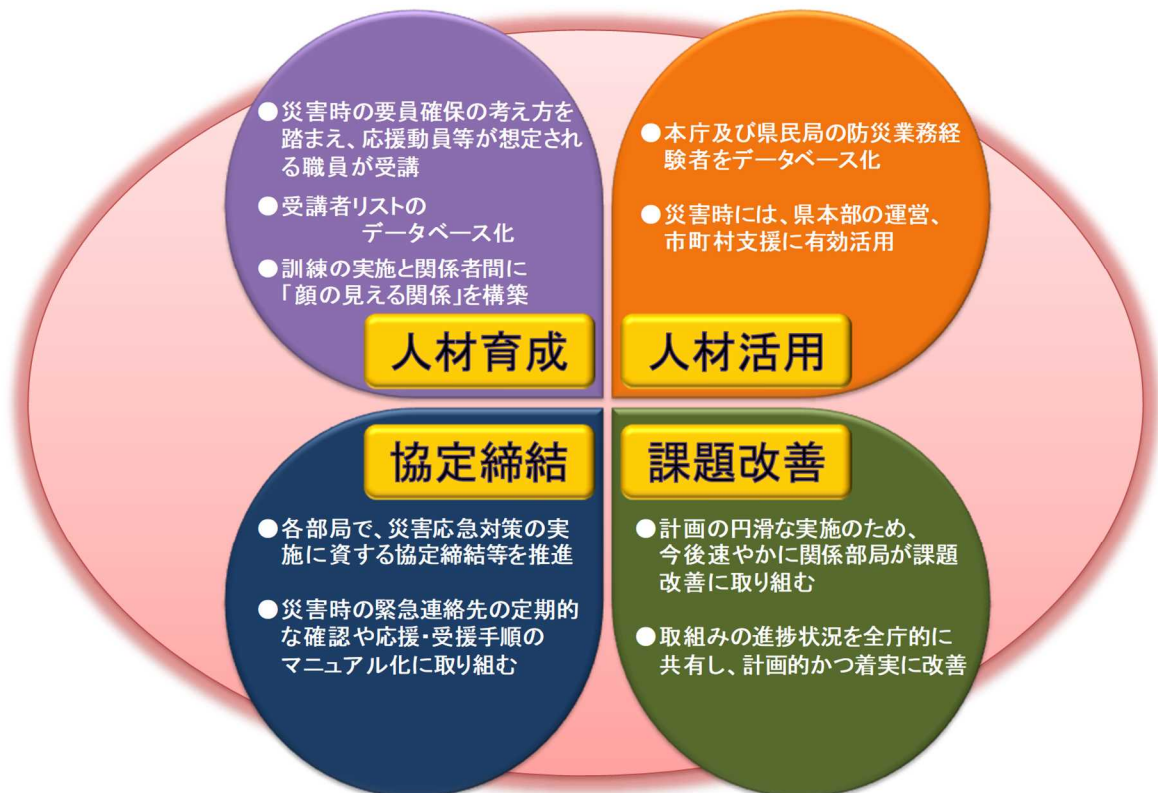 ●災害時の要員確保の考え方を
踏まえ、応援動員等が想定され
る職員が受講
●受講者リストの
データベース化
●訓練の実施と関係者間に
「顔の見える関係」を構築
人材育成
●本庁及び県民局の防災業務経
験者をデータベース化
●災害時には、県本部の運営、
市町村支援に有効活用
人材活用
協定締結
●各部局で、災害応急対策の実
施に資する協定締結等を推進
●災害時の緊急連絡先の定期的
な確認や応援・受援手順の
マニュアル化に取り組む
課題改善
●計画の円滑な実施のため、
今後速やかに関係部局が課題
改善に取り組む
●取組みの進捗状況を全庁的に
共有し、計画的かつ着実に改善